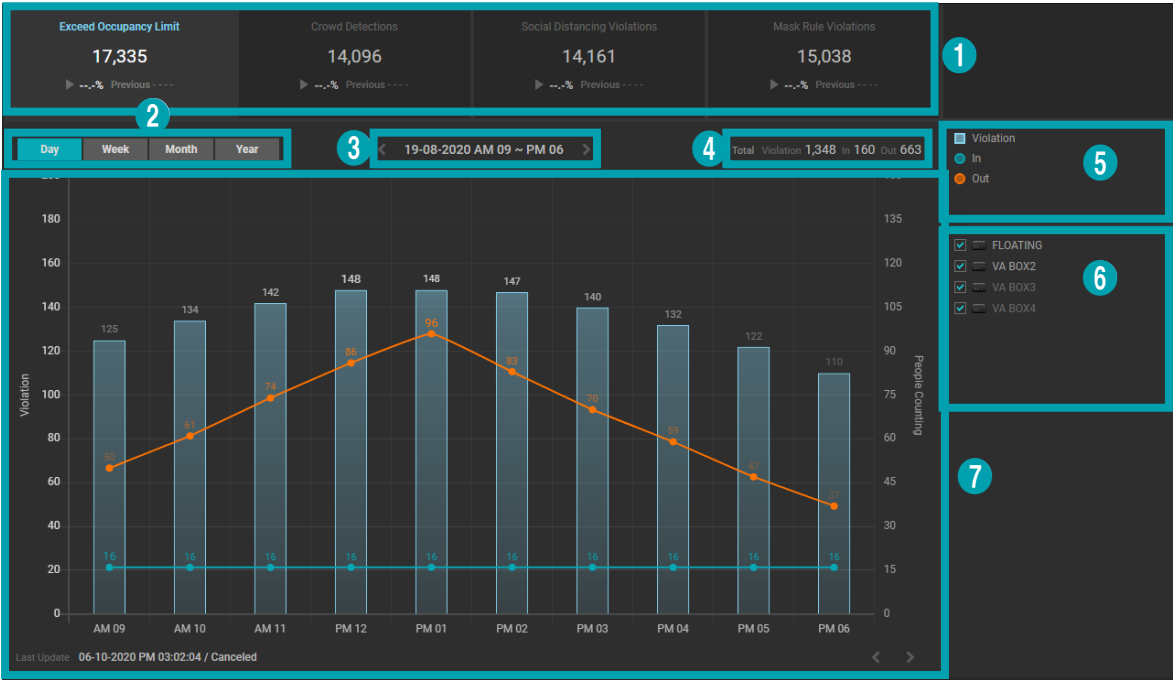 Exceed Occupancy Limit Crowd Detections Social Distancing Violations Mask Rule Violations
17,335 14,096 14,161 15,038 1
--.-% Previous ---- --.-% Previous ---- --.-% Previous ---- --.-% Previous ----
2
Day Week Month Year 3 19-08-2020 AM 09 ~ PM 06 4 Total Violation 1,348 In 160 Out 663
Violation
In 5
Out
180 135
FLOATING
160 120
VA BOX2
6
VA BOX3
VA BOX4
140 105
120 90
100 75
80 60
60 45
40 30
20 15
0 0
Violation
People Counting
7
125 134 142 148 148 147 140 132 122 110
50 61 74 86 96 83 70 59 47 37
16 16 16 16 16 16 16 16 16 16
AM 09 AM 10 AM 11 PM 12 PM 01 PM 02 PM 03 PM 04 PM 05 PM 06
Last Update 06-10-2020 PM 03:02:04 / Canceled